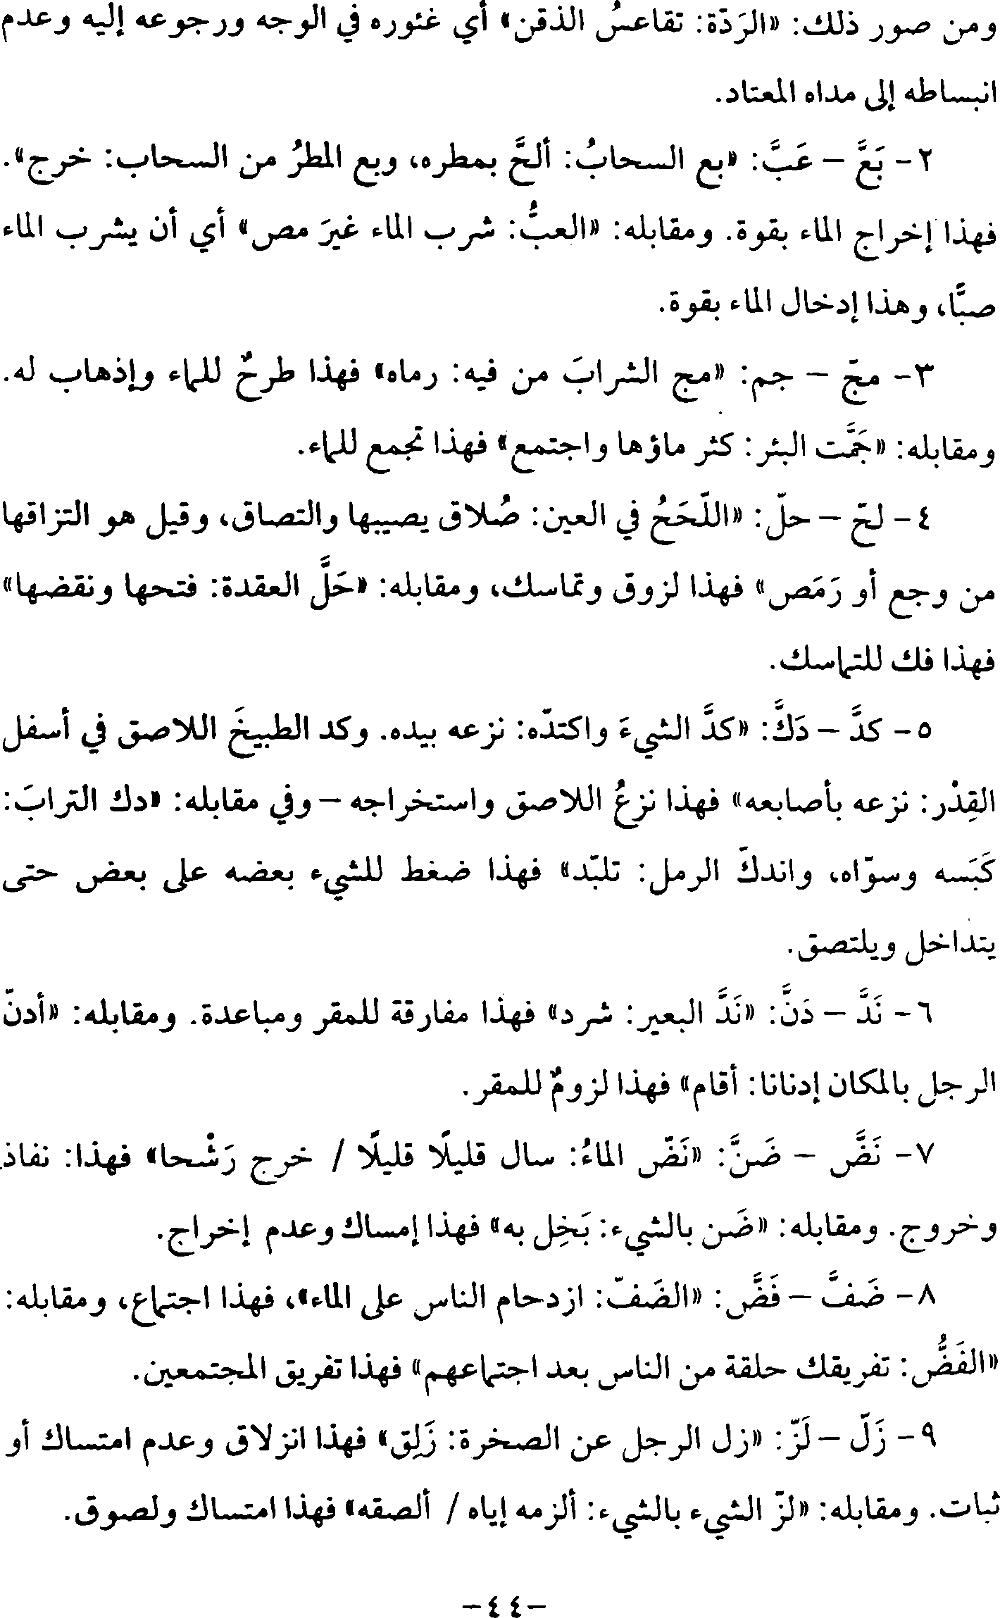 ومن صور ذلك: «الرَدّة: تقاعسُ الذقن» أي غئوره في الوجه ورجوعه إليه وعدم
انبساطه إلى مداه المعتاد.
٢- بَعَّ – عَبَّ: «بع السحابُ: ألحَّ بمطره، وبع المطرُ من السحاب: خرج».
فهذا إخراج الماء بقوة. ومقابله: «العبُّ: شرب الماء غيرَ مص» أي أن يشرب الماء
صبًّا، وهذا إدخال الماء بقوة.
٣- مجّ – جم: «مج الشرابَ من فيه: رماه» فهذا طرحٌ للماء وإذهاب له.
ومقابله: «جَمَّت البئر: كثر ماؤها واجتمع» فهذا تجمع للماء.
٤- لحّ – حلّ: «اللّحَحُ في العين: صُلاق يصيبها والتصاق، وقيل هو التزاقها
من وجع أو رَمَص» فهذا لزوق وتماسك، ومقابله: «حَلَّ العقدة: فتحها ونقضها»
فهذا فك للتماسك.
٥- كدَّ – دَكَّ: «كدَّ الشيءَ واكتدّه: نزعه بيده. وكد الطبيخَ اللاصق في أسفل
القِدْر: نزعه بأصابعه» فهذا نزعُ اللاصق واستخراجه – وفي مقابله: «دك الترابَ:
كَبَسه وسوّاه، واندكّ الرمل: تلبّد» فهذا ضغط للشيء بعضه على بعض حتى
يتداخل ويلتصق.
٦- نَدَّ – دَنَّ: «نَدَّ البعير: شرد» فهذا مفارقة للمقر ومباعدة. ومقابله: «أدنّ
الرجل بالمكان إدنانا: أقام» فهذا لزومٌ للمقر.
٧- نَضَّ – ضَنَّ: «نَضّ الماءُ: سال قليلًا قليلًا / خرج رَشْحا» فهذا: نفاذ
وخروج. ومقابله: «ضَن بالشيء: بَخِل به» فهذا إمساك وعدم إخراج.
٨- ضَفَّ – فَضَّ: «الضَفّ: ازدحام الناس على الماء»، فهذا اجتماع، ومقابله:
«الفَضُّ: تفريقك حلقة من الناس بعد اجتماعهم» فهذا تفريق المجتمعين.
٩- زَلّ – لَزّ: «زل الرجل عن الصخرة: زَلِق» فهذا انزلاق وعدم امتساك أو
ثبات. ومقابله: «لزّ الشيء بالشيء: ألزمه إياه / ألصقه» فهذا امتساك ولصوق.
-٤٤-